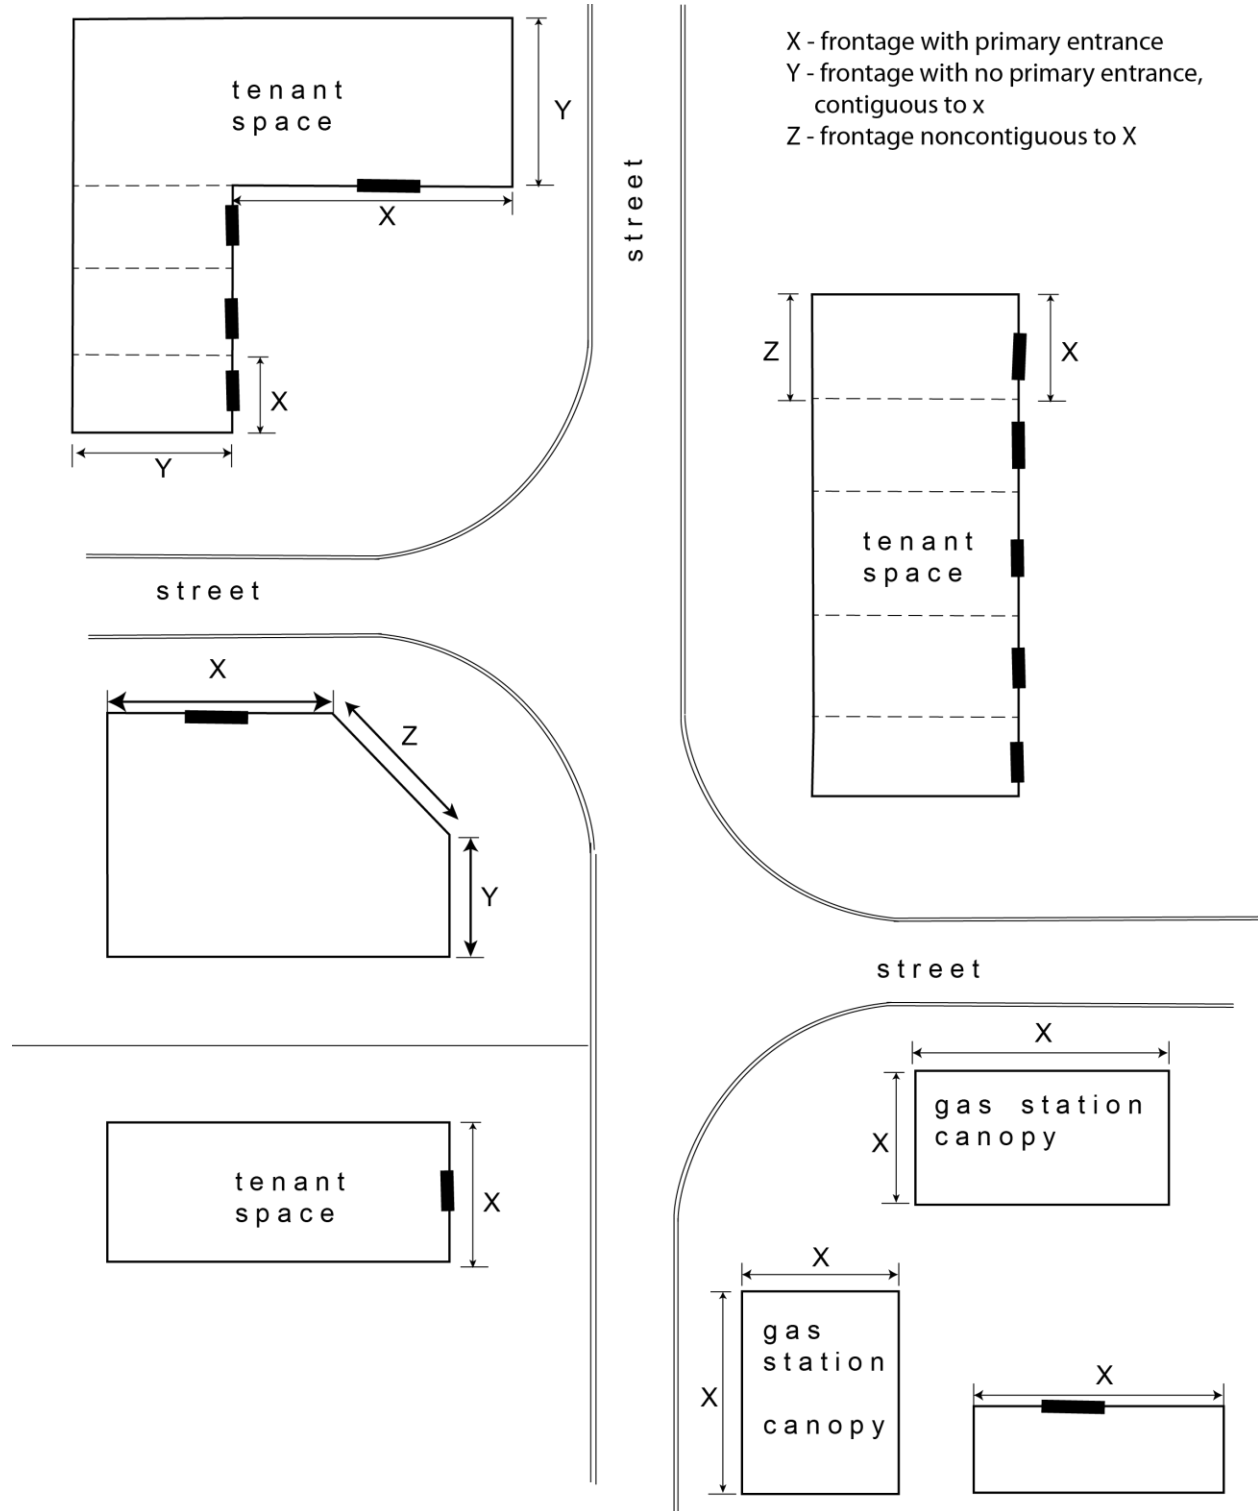 X - frontage with primary entrance
Y - frontage with no primary entrance,
contiguous to x
Z - frontage noncontiguous to X
tenant
space
Y
X
X
Y
street
street
Z
X
tenant
space
X
Z
Y
street
tenant
space
X
X
X
gas station
canopy
X
X
gas
station
canopy
X